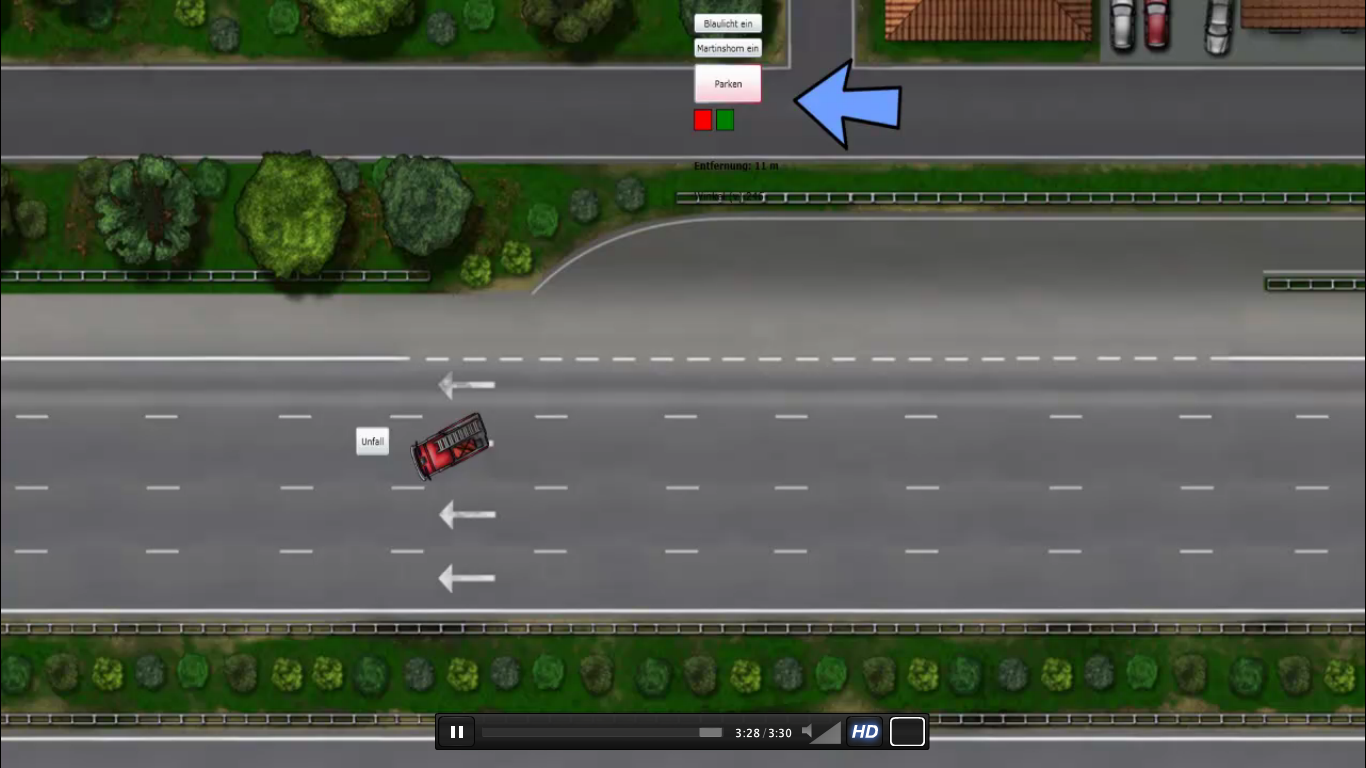 Blaulicht ein
Martinshorn ein
Parken
Entfernung: 11 m
Unfall
3:28/3:30
HD